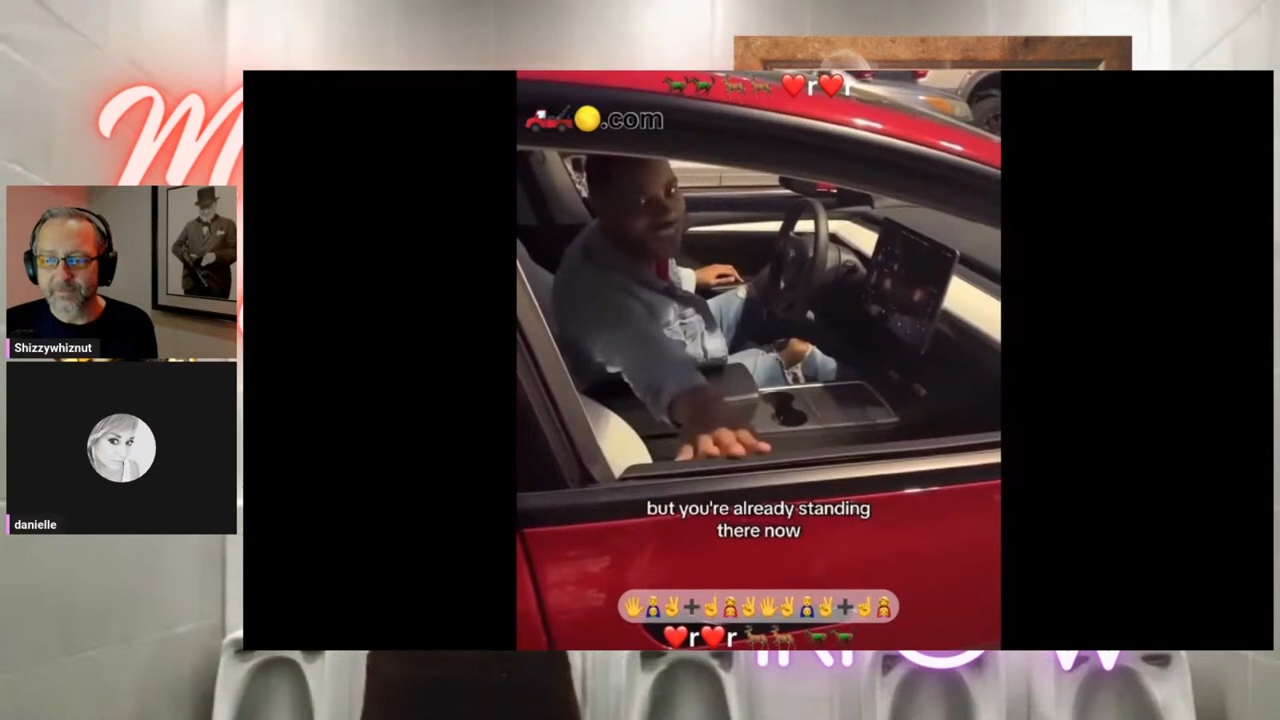 M
r r
.com
Shizzywhiznut
danielle
but you're already standing
there now
r r